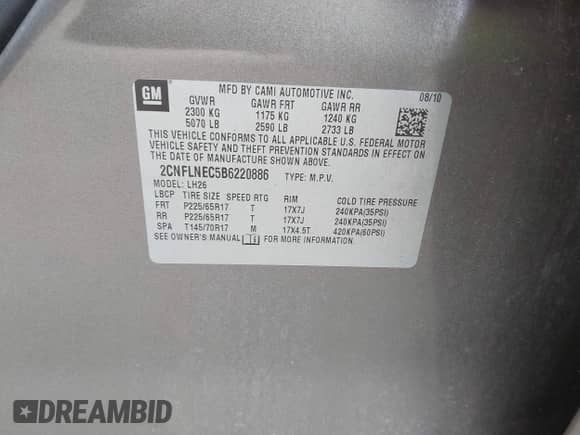 GM
MFD BY CAMI AUTOMOTIVE INC. 08/10
GVWR GAWR FRT GAWR RR
2300 KG 1175 KG 1240 KG
5070 LB 2590 LB 2733 LB
THIS VEHICLE CONFORMS TO ALL APPLICABLE U.S. FEDERAL MOTOR
VEHICLE SAFETY AND THEFT PREVENTION STANDARDS IN EFFECT ON
THE DATE OF MANUFACTURE SHOWN ABOVE.
2CNFLNEC5B6220886 TYPE: M.P.V.
MODEL: LH26
LBCP TIRE SIZE SPEED RTG RIM COLD TIRE PRESSURE
FRT P225/65R17 T 17X7J 240KPA(35PSI)
RR P225/65R17 T 17X7J 240KPA(35PSI)
SPA T145/70R17 M 17X4.5T 420KPA(60PSI)
SEE OWNER'S MANUAL i FOR MORE INFORMATION.
DREAMBID